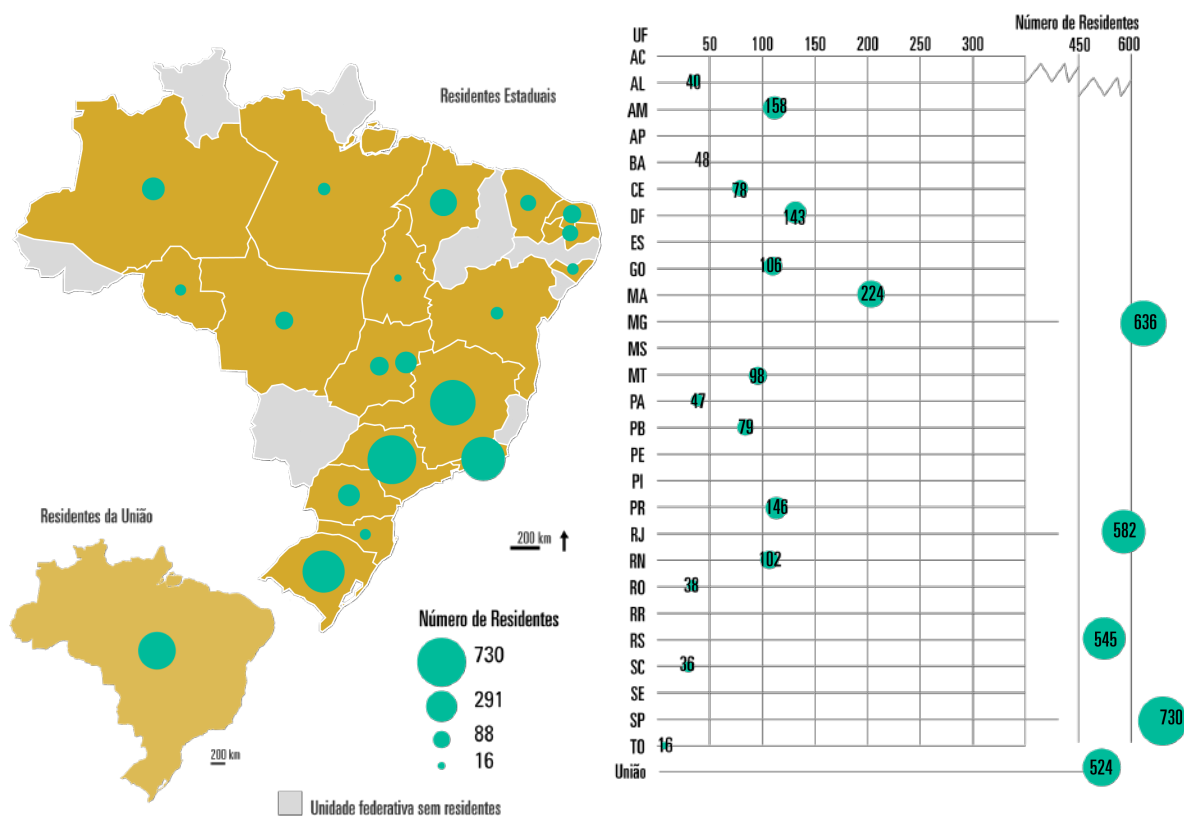 Residentes Estaduais
200 km
Residentes da União
200 km
Número de Residentes
730
291
88
16
Unidade federativa sem residentes
Número de Residentes
UF
50 100 150 200 250 300 450 600
AC
AL 40
AM 158
AP
BA 48
CE 78
DF 143
ES
GO 106
MA 224
MG 636
MS
MT 98
PA 47
PB 79
PE
PI
PR 146
RJ 582
RN 102
RO 38
RR
RS 545
SC 36
SE
SP 730
TO 16
União 524